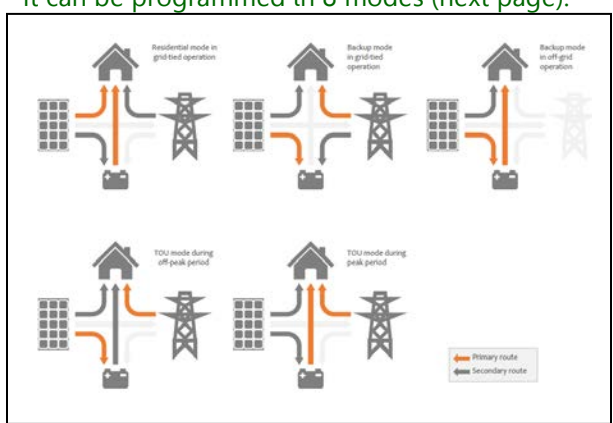 It can be programmed in 3 modes (next page).
Residential mode in
grid-tied operation
Backup mode
in grid-tied
operation
Backup mode
in off-grid
operation
TOU mode during
off-peak period
TOU mode during
peak period
Primary route
Secondary route